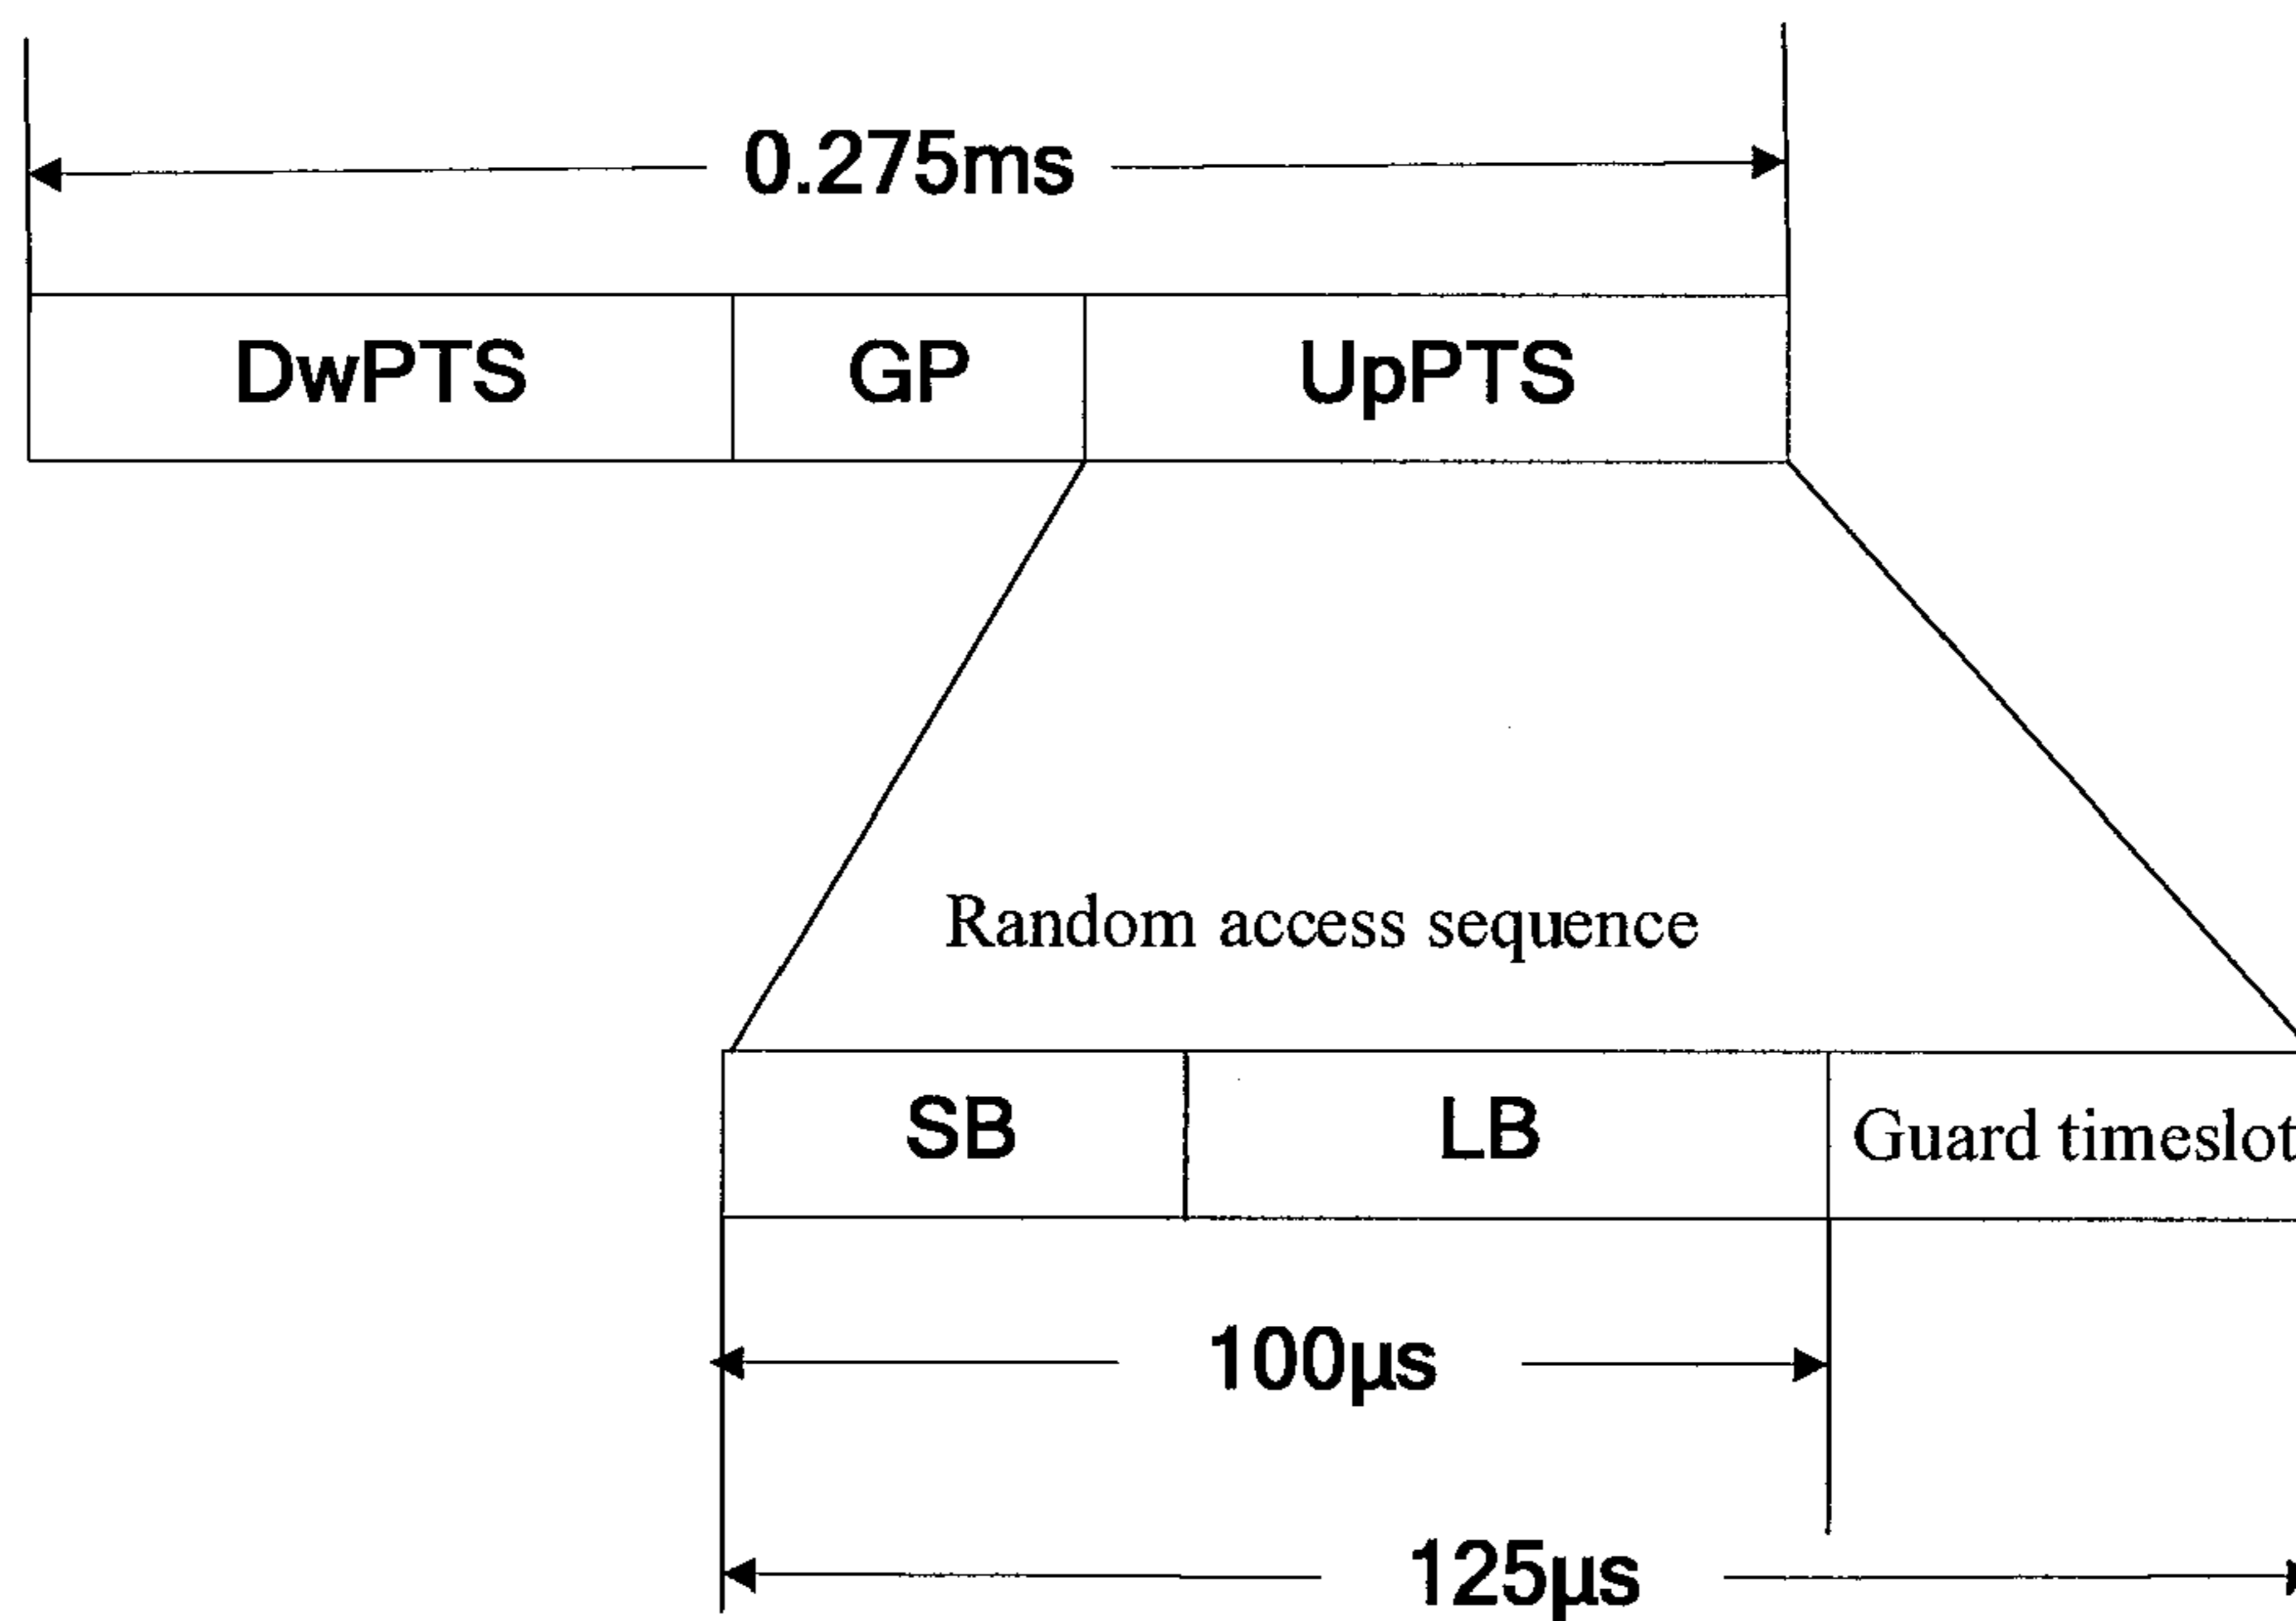 0.275ms
DwPTS GP UpPTS
Random access sequence
SB LB Guard timeslot
100µs
125µs